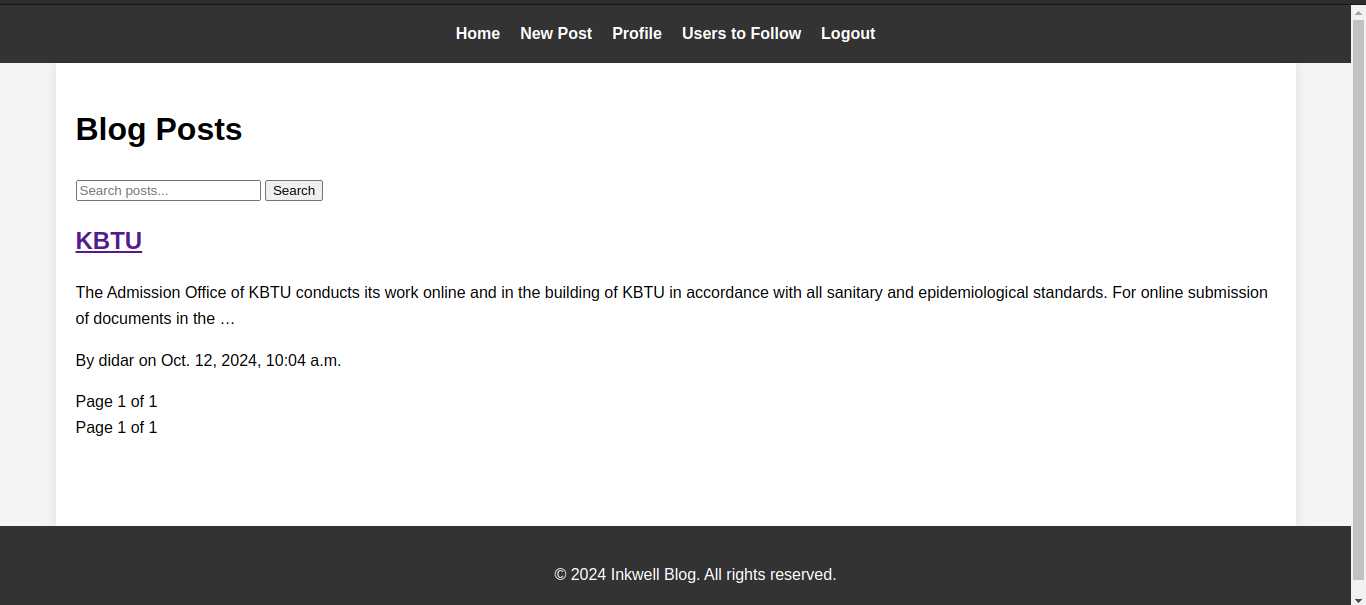 Home New Post Profile Users to Follow Logout
Blog Posts
Search posts... Search
KBTU
The Admission Office of KBTU conducts its work online and in the building of KBTU in accordance with all sanitary and epidemiological standards. For online submission
of documents in the …
By didar on Oct. 12, 2024, 10:04 a.m.
Page 1 of 1
Page 1 of 1
© 2024 Inkwell Blog. All rights reserved.